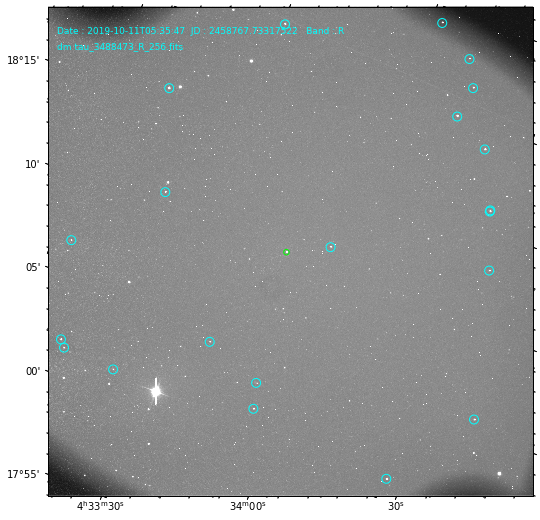 Date : 2019-10-11T05:35:47 JD : 2458767.73317322 Band : R
dm tau_3488473_R_256.fits
18°15'
10'
05'
00'
17°55'
4ʰ33ᵐ30ˢ
34ᵐ00ˢ
30ˢ